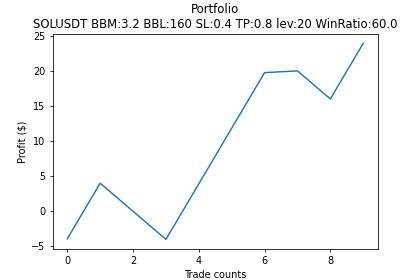 Portfolio
SOLUSDT BBM:3.2 BBL:160 SL:0.4 TP:0.8 lev:20 WinRatio:60.0
25
20
15
10
5
0
−5
Profit ($)
0 2 4 6 8
Trade counts